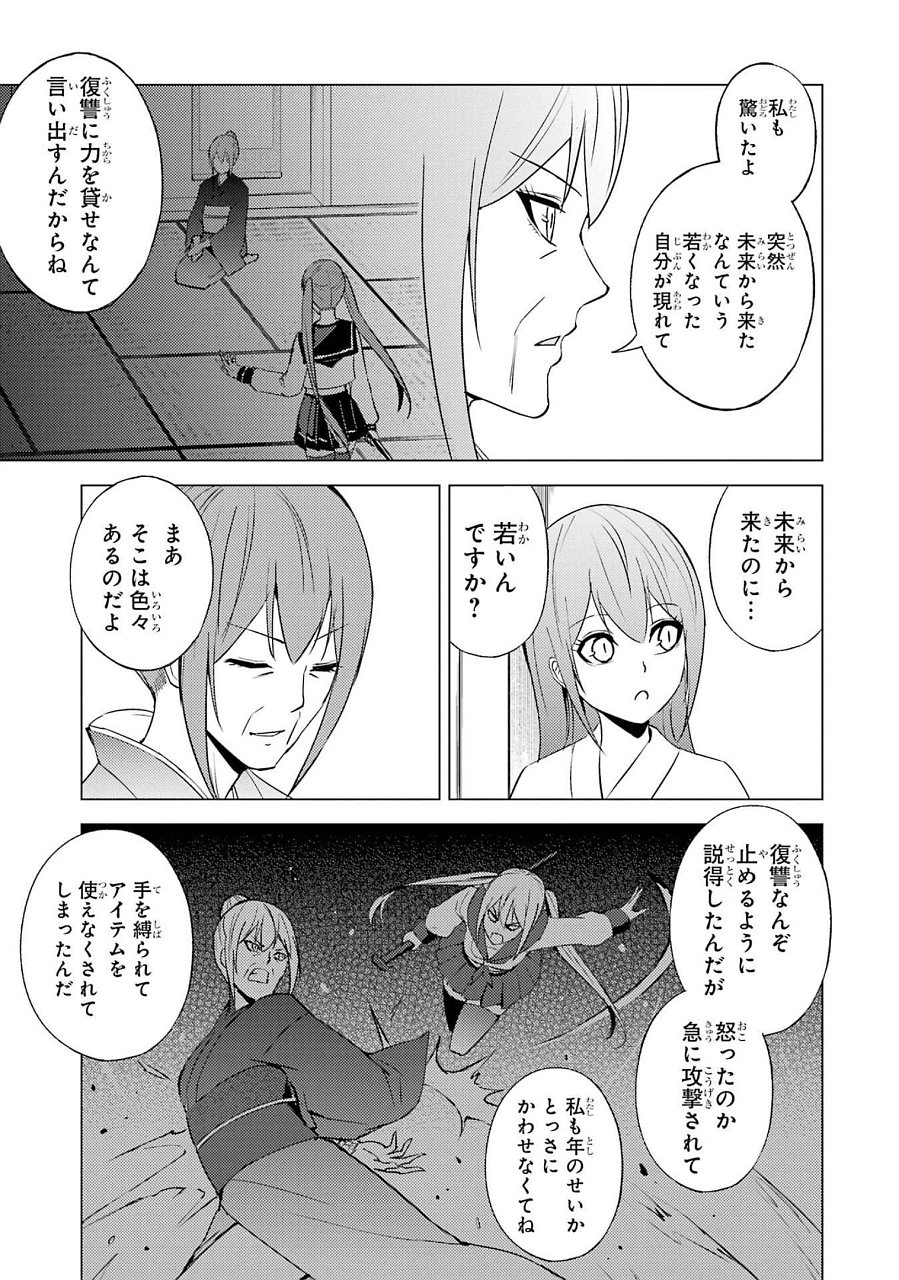 私も
驚いたよ
突然
未来から来た
なんていう
若くなった
自分が現れて
復讐に力を貸せなんて
言い出すんだからね
未来から
来たのに…
若いん
ですか？
まあ
そこは色々
あるのだよ
復讐なんぞ
止めるように
説得したんだが
怒ったのか
急に攻撃されて
私も年のせいか
とっさに
かわせなくてね
手を縛られて
アイテムを
使えなくされて
しまったんだ